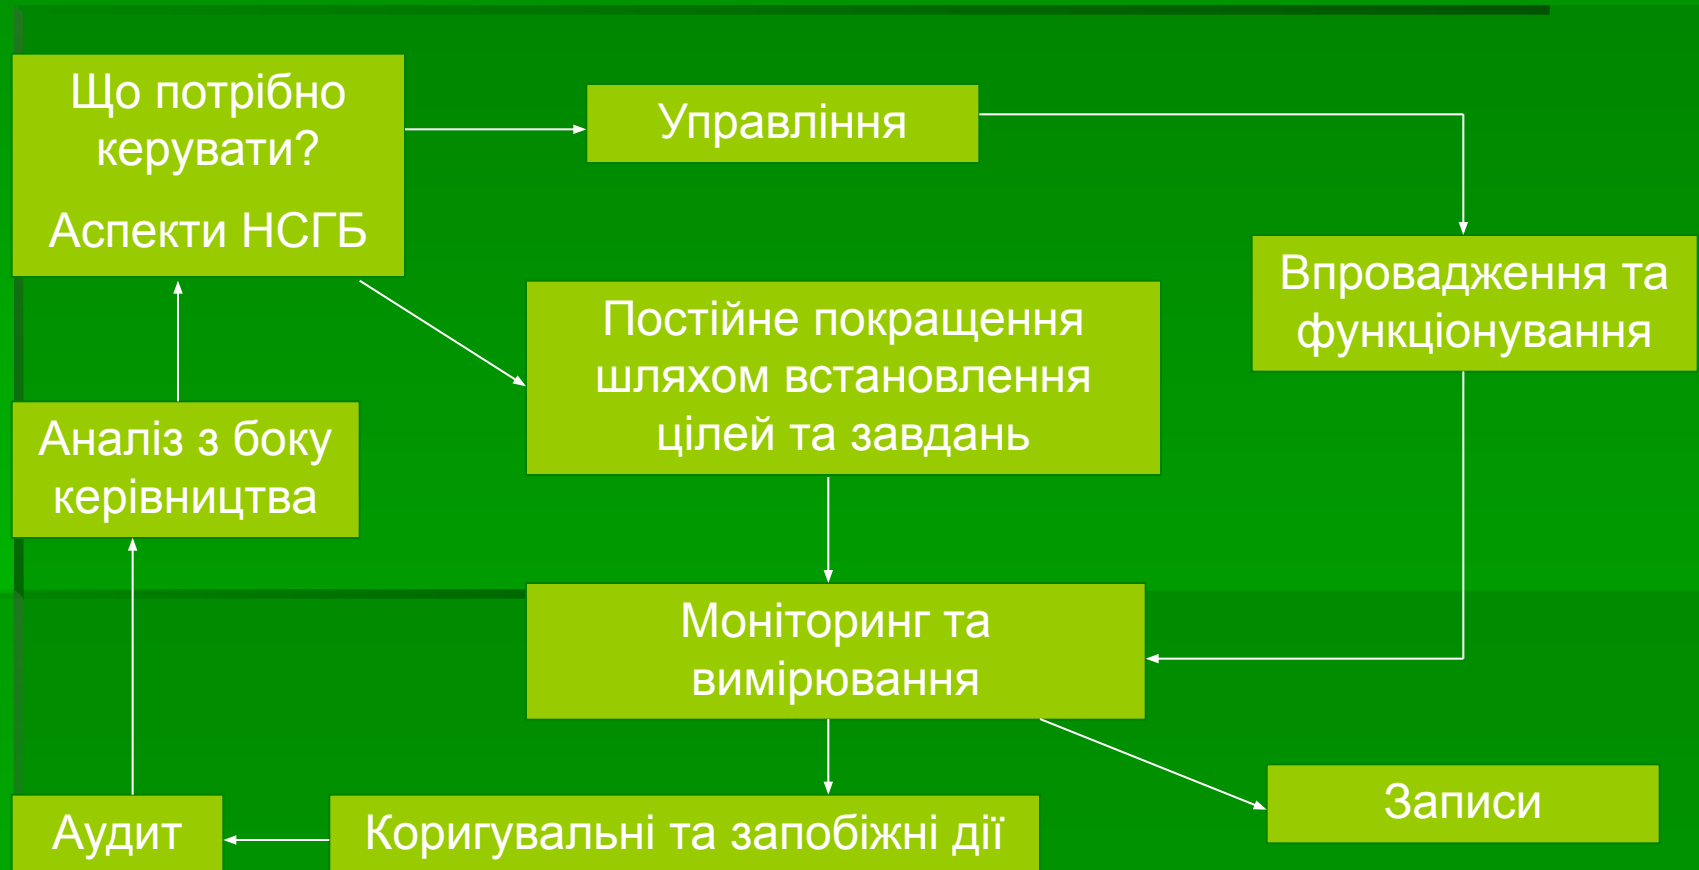 Що потрібно
керувати?
Аспекти НСГБ
Управління
Впровадження та
функціонування
Постійне покращення
шляхом встановлення
цілей та завдань
Аналіз з боку
керівництва
Моніторинг та
вимірювання
Записи
Аудит
Коригувальні та запобіжні дії